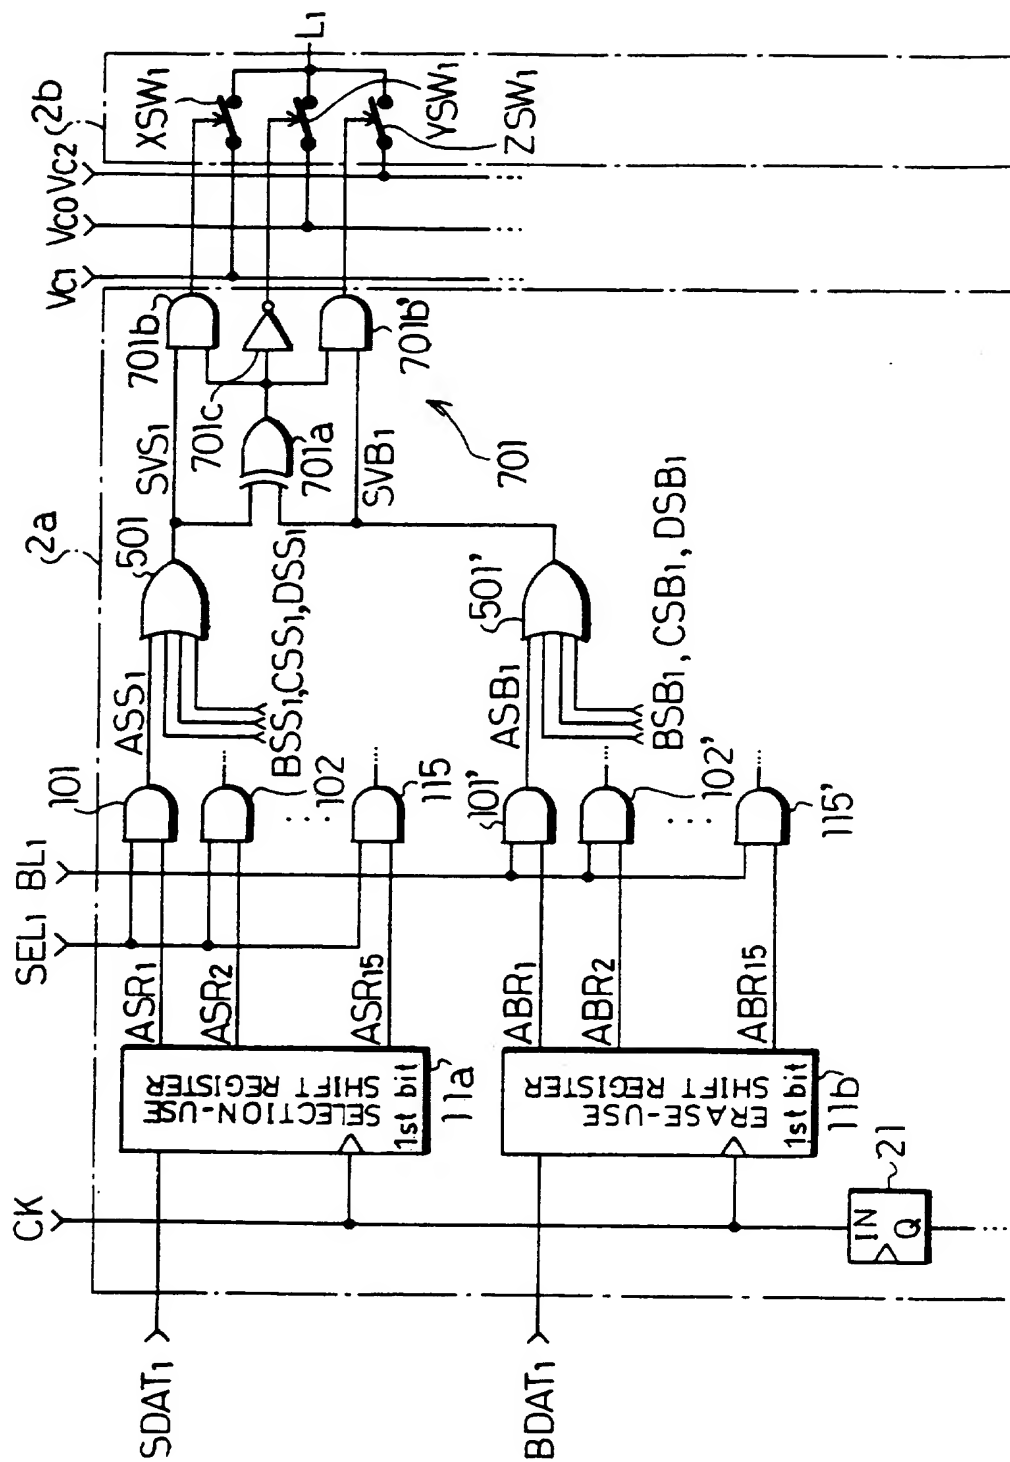 SDAT1
BDAT1
CK
SEL1
BL1
2a
SELECTION-USE
SHIFT REGISTER
1st bit
11a
ERASE-USE
SHIFT REGISTER
1st bit
11b
IN
Q
21
ASR1
ASR2
ASR15
ABR1
ABR2
ABR15
101
102
115
101'
102'
115'
ASS1
BSS1,CSS1,DSS1
ASB1
BSB1,CSB1,DSB1
501
501'
SVS1
SVB1
701
701a
701b
701b'
701c
VC1
VC0
VC2
2b
XSW1
YSW1
ZSW1
L1